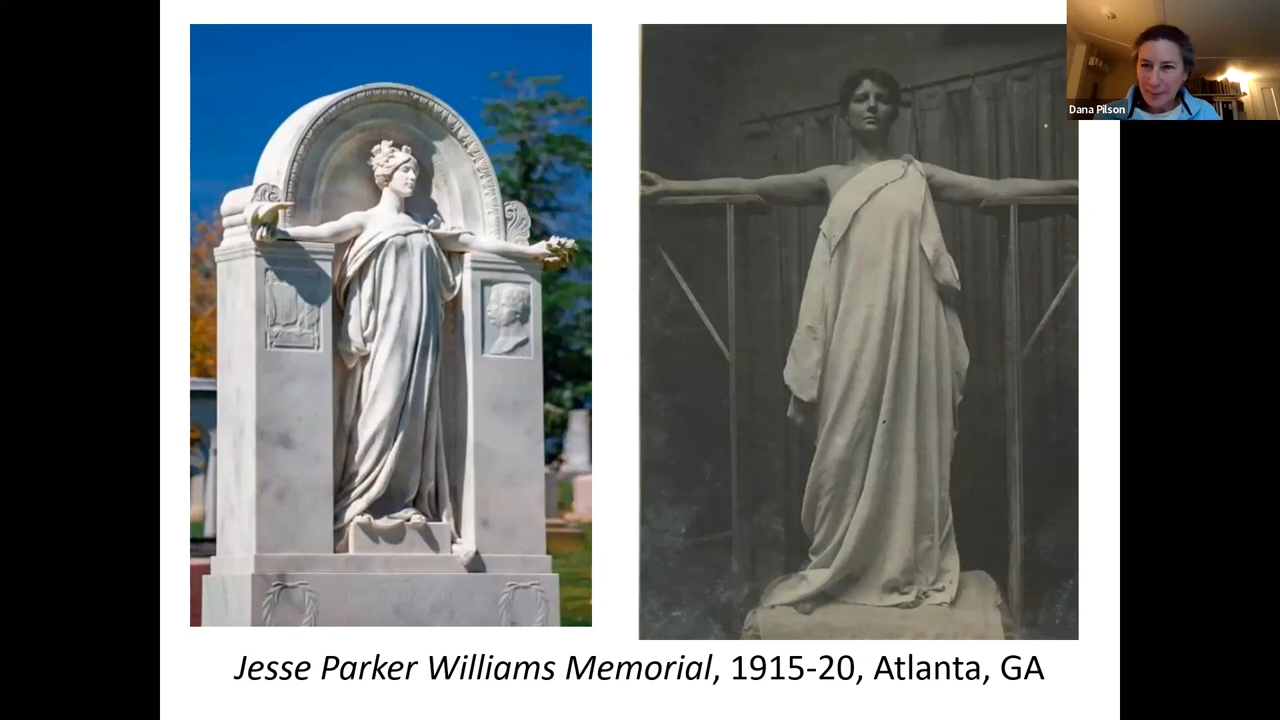 Dana Pilson
Jesse Parker Williams Memorial, 1915-20, Atlanta, GA